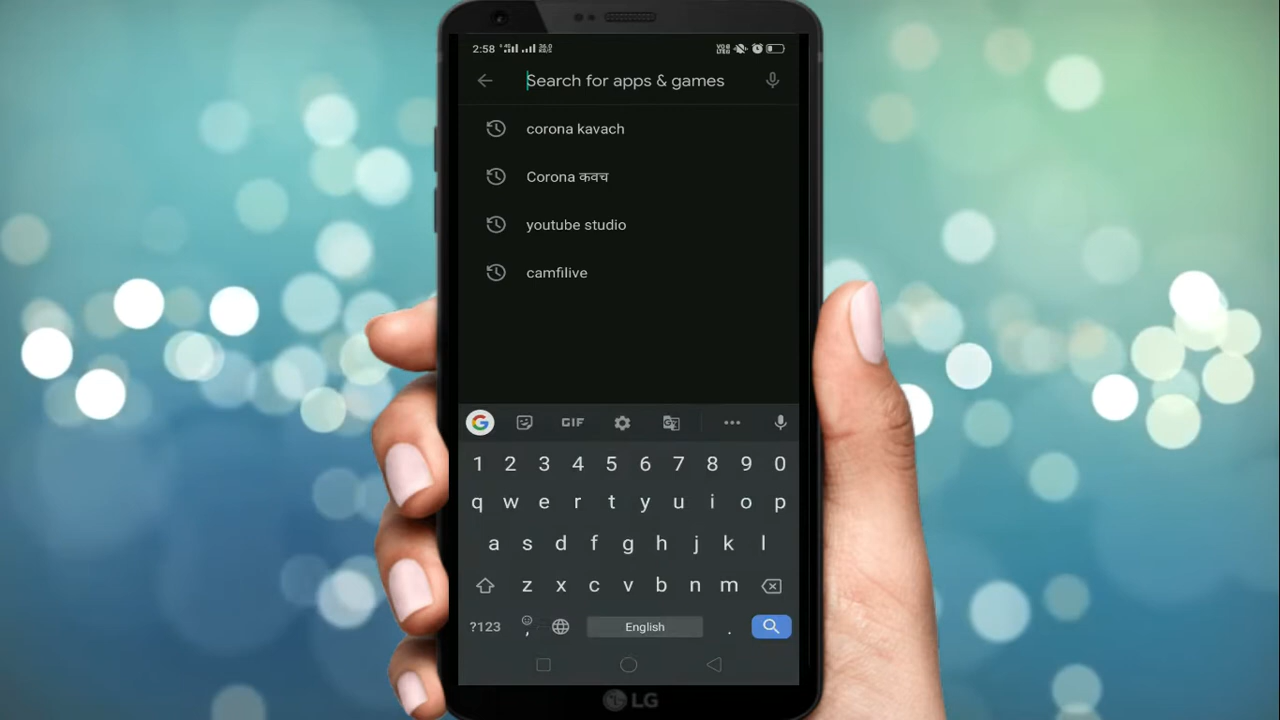 2:58
Search for apps & games
corona kavach
Corona कवच
youtube studio
camfilive
G GIF
1 2 3 4 5 6 7 8 9 0
q w e r t y u i o p
a s d f g h j k l
z x c v b n m
?123 , English .
LG